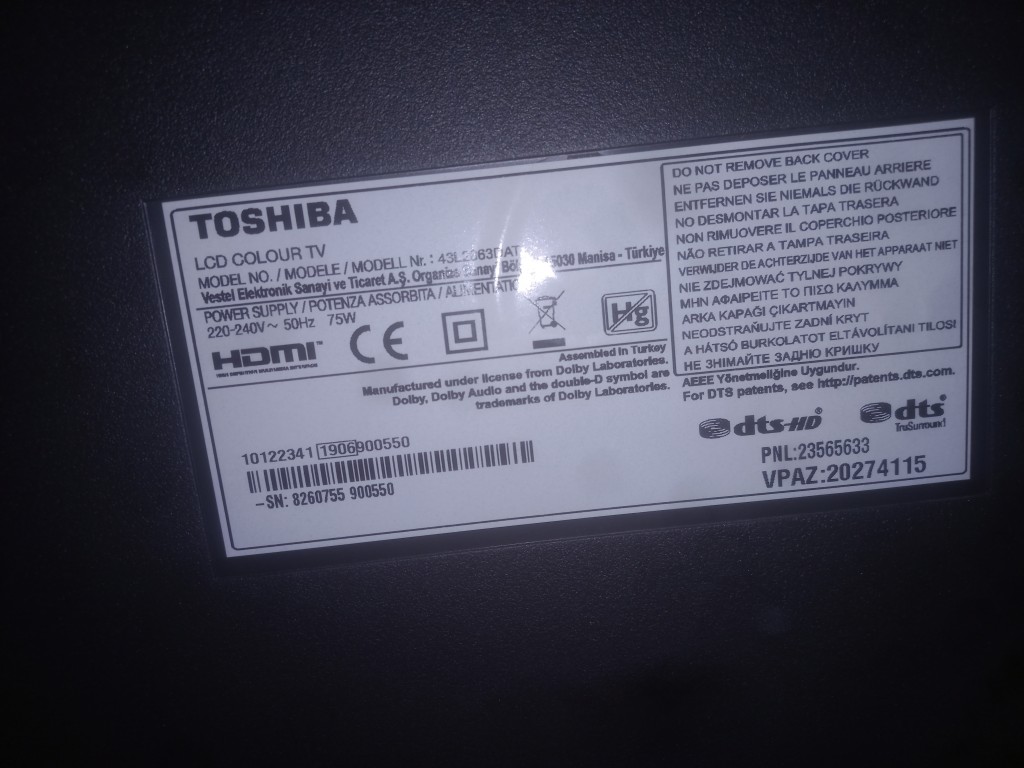 TOSHIBA
LCD COLOUR TV
MODEL NO. / MODELE / MODELL Nr. :
Vestel Elektronik Sanayi ve Ticaret A.Ş. Organize Manisa - Türkiye
POWER SUPPLY / POTENZA ASSORBITA /
220-240V~ 50Hz 75W
HDMI™
CE
Hg
Assembled in Turkey
Manufactured under license from Dolby Laboratories.
Dolby, Dolby Audio and the double-D symbol are
trademarks of Dolby Laboratories.
10122341 1906900550
-SN: 8260755 900550
DO NOT REMOVE BACK COVER
NE PAS DEPOSER LE PANNEAU ARRIERE
ENTFERNEN SIE NIEMALS DIE RÜCKWAND
NO DESMONTAR LA TAPA TRASERA
NON RIMUOVERE IL COPERCHIO POSTERIORE
NÃO RETIRAR A TAMPA TRASEIRA
VERWIJDER DE ACHTERZIJDE VAN HET APPARAAT NIET
NIE ZDEJMOWAĆ TYLNEJ POKRYWY
ΜΗΝ ΑΦΑΙΡΕΙΤΕ ΤΟ ΠΙΣΩ ΚΑΛΥΜΜΑ
ARKA KAPAGI ÇIKARTMAYIN
NEODSTRAŇUJTE ZADNÍ KRYT
A HÁTSÓ BURKOLATOT ELTÁVOLÍTANI TILOS!
НЕ ЗНІМАЙТЕ ЗАДНЮ КРИШКУ
AEEE Yönetmeliğine Uygundur.
For DTS patents, see http://patents.dts.com.
dts-HD®
dts®
TruSurround
PNL:23565633
VPAZ:20274115